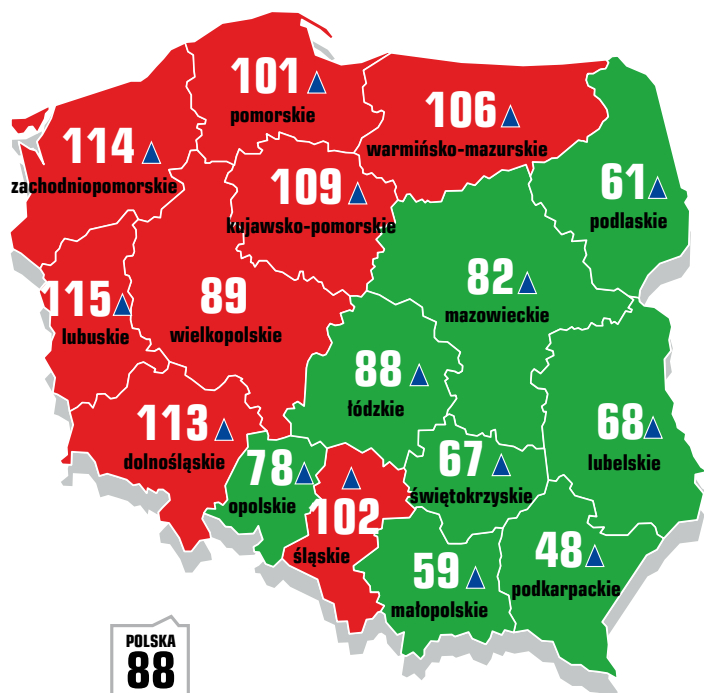 101
pomorskie
106
warmińsko-mazurskie
114
zachodniopomorskie
109
kujawsko-pomorskie
61
podlaskie
115
lubuskie
89
wielkopolskie
82
mazowieckie
88
łódzkie
113
dolnośląskie
78
opolskie
102
śląskie
67
świętokrzyskie
68
lubelskie
59
małopolskie
48
podkarpackie
POLSKA
88